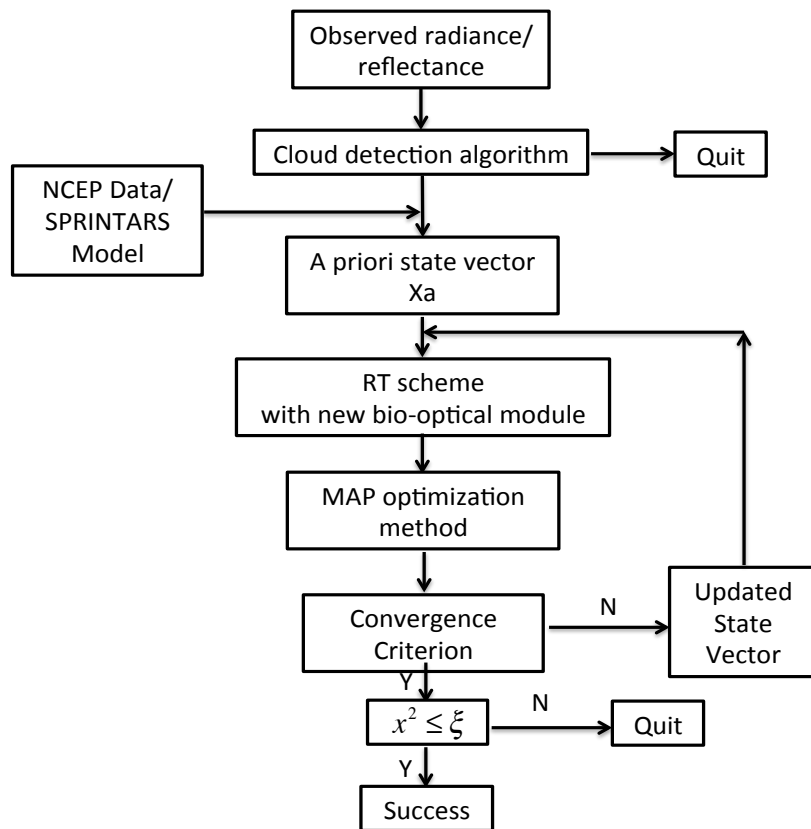 Observed radiance/
reflectance
Cloud detection algorithm
Quit
NCEP Data/
SPRINTARS
Model
A priori state vector
Xa
RT scheme
with new bio-optical module
MAP optimization
method
Convergence
Criterion
N
Updated
State
Vector
Y
x² ≤ ξ
N
Quit
Y
Success